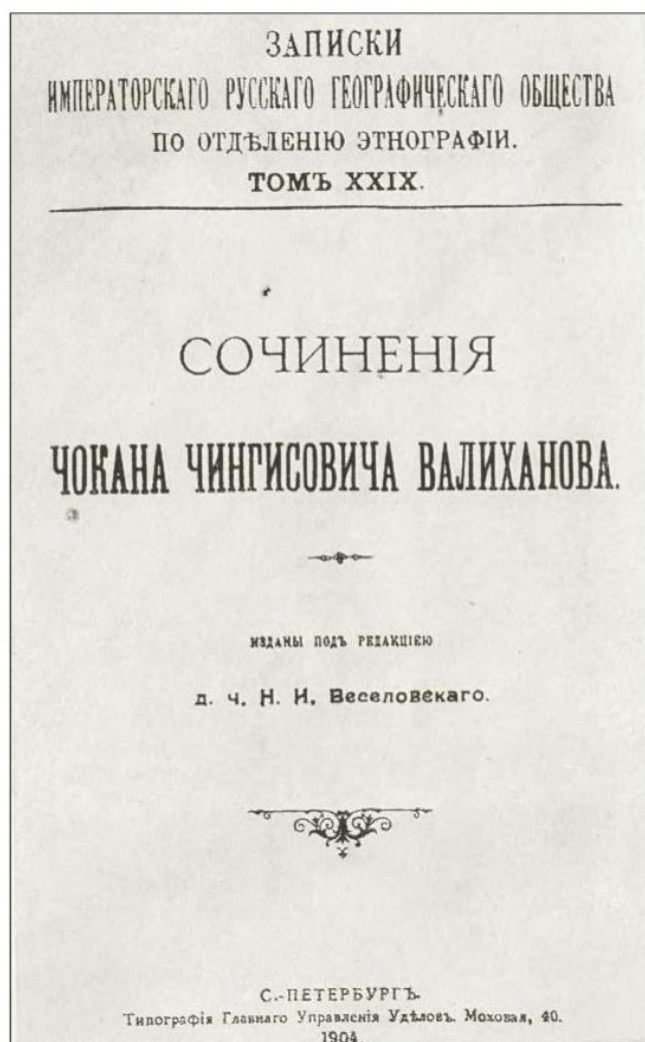 ЗАПИСКИ
ИМПЕРАТОРСКАГО РУССКАГО ГЕОГРАФИЧЕСКАГО ОБЩЕСТВА
ПО ОТДѢЛЕНІЮ ЭТНОГРАФІИ.
ТОМЪ XXIX.
СОЧИНЕНІЯ
ЧОКАНА ЧИНГИСОВИЧА ВАЛИХАНОВА.
ИЗДАНЫ ПОДЪ РЕДАКЦІЕЮ
д. ч. Н. И. Веселовскаго.
С.-ПЕТЕРБУРГЪ.
Типографія Главнаго Управленія Удѣловъ. Моховая, 40.
1904.